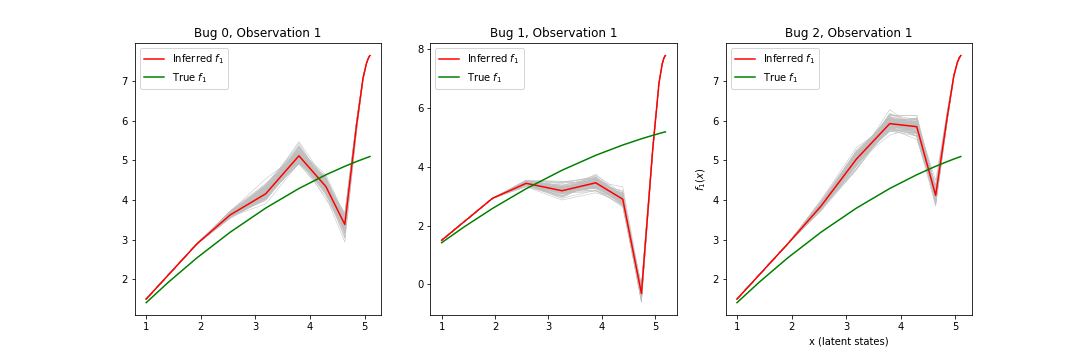 Bug 0, Observation 1
Inferred f₁
True f₁
7
6
5
4
3
2
1 2 3 4 5
Bug 1, Observation 1
Inferred f₁
True f₁
8
6
4
2
0
1 2 3 4 5
Bug 2, Observation 1
Inferred f₁
True f₁
f₁(x)
7
6
5
4
3
2
1 2 3 4 5
x (latent states)